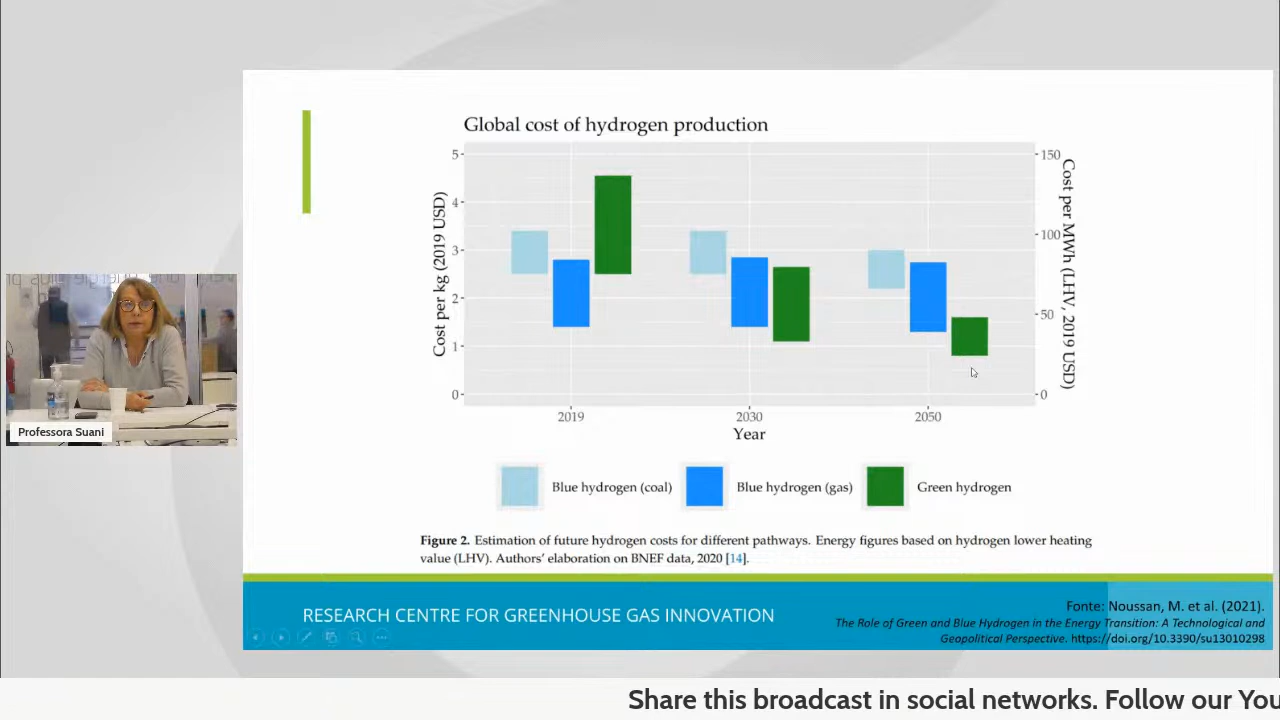 Global cost of hydrogen production
5
4
3
2
1
0
Cost per kg (2019 USD)
150
100
50
0
Cost per MWh (LHV, 2019 USD)
2019
2030
2050
Year
Blue hydrogen (coal)
Blue hydrogen (gas)
Green hydrogen
Figure 2. Estimation of future hydrogen costs for different pathways. Energy figures based on hydrogen lower heating
value (LHV). Authors' elaboration on BNEF data, 2020 [14].
RESEARCH CENTRE FOR GREENHOUSE GAS INNOVATION
Fonte: Noussan, M. et al. (2021).
The Role of Green and Blue Hydrogen in the Energy Transition: A Technological and
Geopolitical Perspective. https://doi.org/10.3390/su13010298
Professora Suani
Share this broadcast in social networks. Follow our You